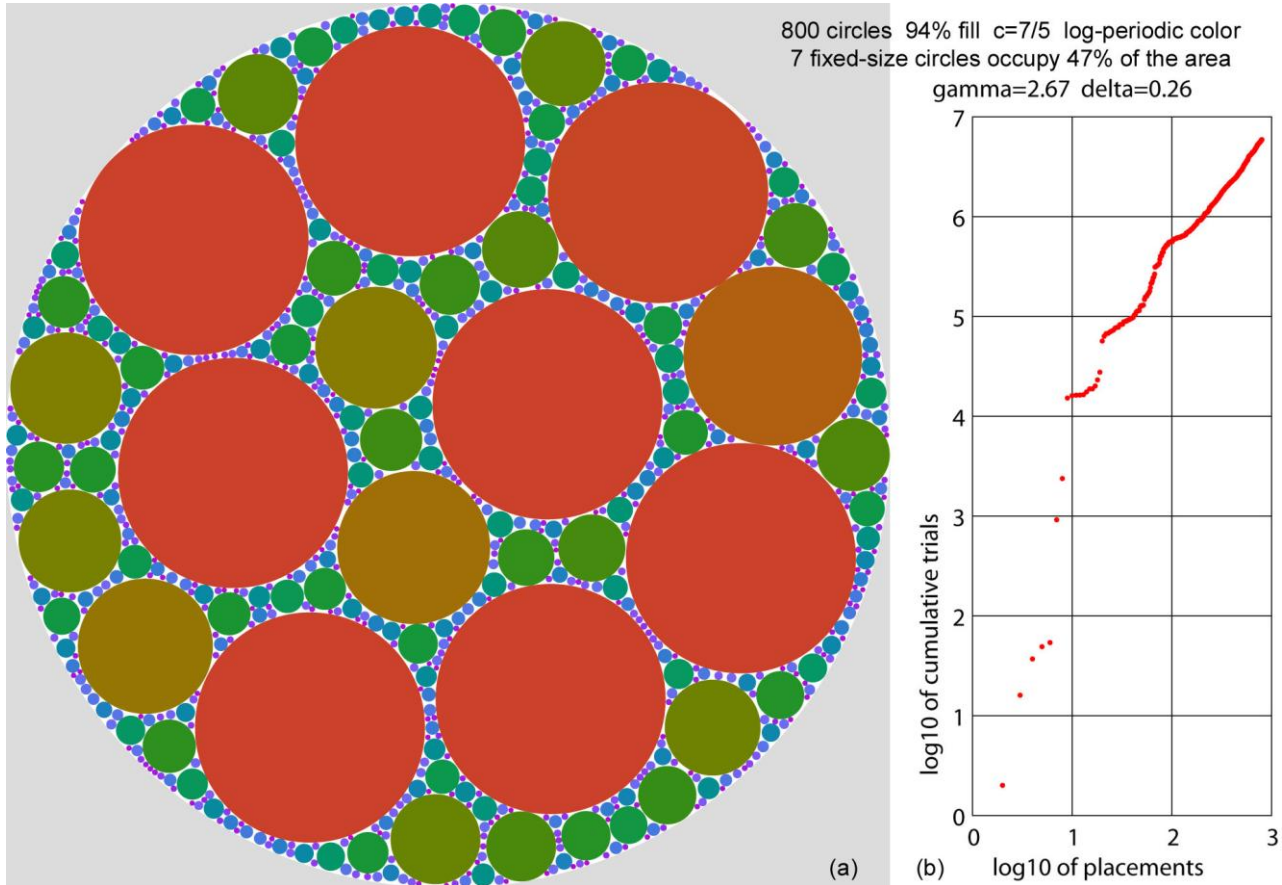 800 circles 94% fill c=7/5 log-periodic color
7 fixed-size circles occupy 47% of the area
gamma=2.67 delta=0.26
7
6
5
4
3
2
1
0
log10 of cumulative trials
0 1 2 3
(a) (b) log10 of placements